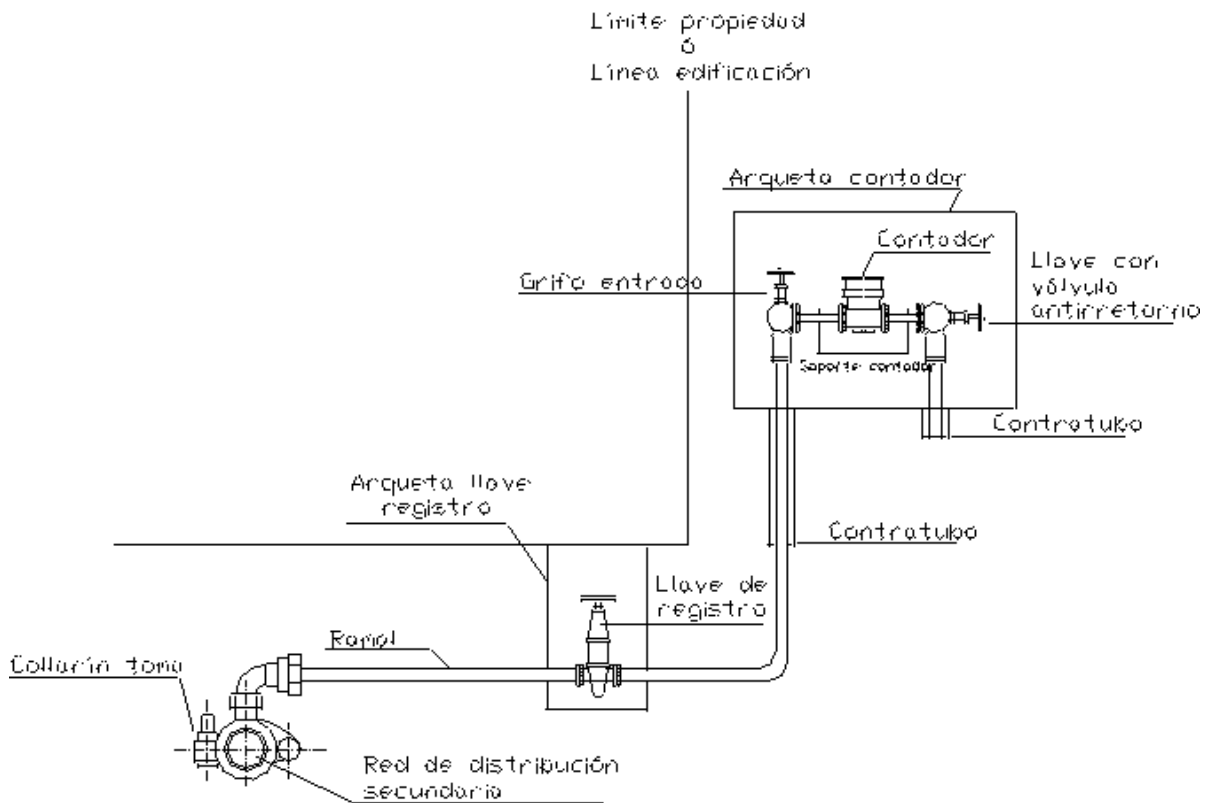 Límite propiedad
ó
Línea edificación
Arqueta contador
Contador
Grifo entrada
Llave con
válvula
antirretorno
Soporte contador
Contratubo
Arqueta llave
registro
Contratubo
Llave de
registro
Ramal
Collarín toma
Red de distribución
secundaria